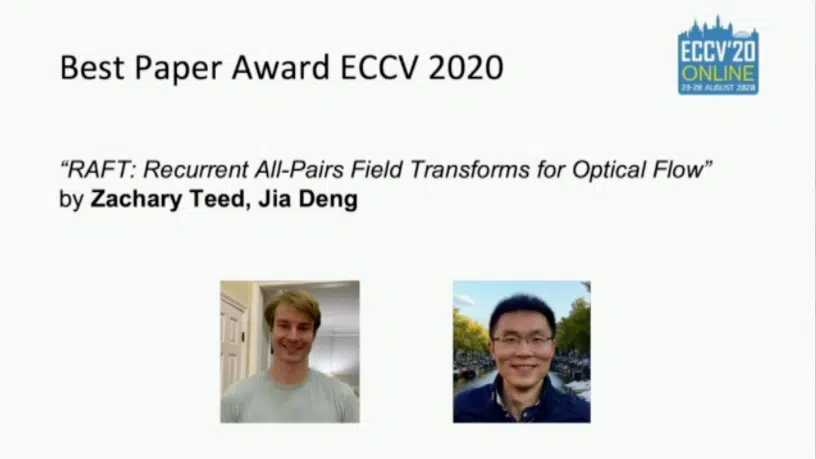 Best Paper Award ECCV 2020
ECCV'20
ONLINE
23-28 AUGUST 2020
“RAFT: Recurrent All-Pairs Field Transforms for Optical Flow”
by Zachary Teed, Jia Deng